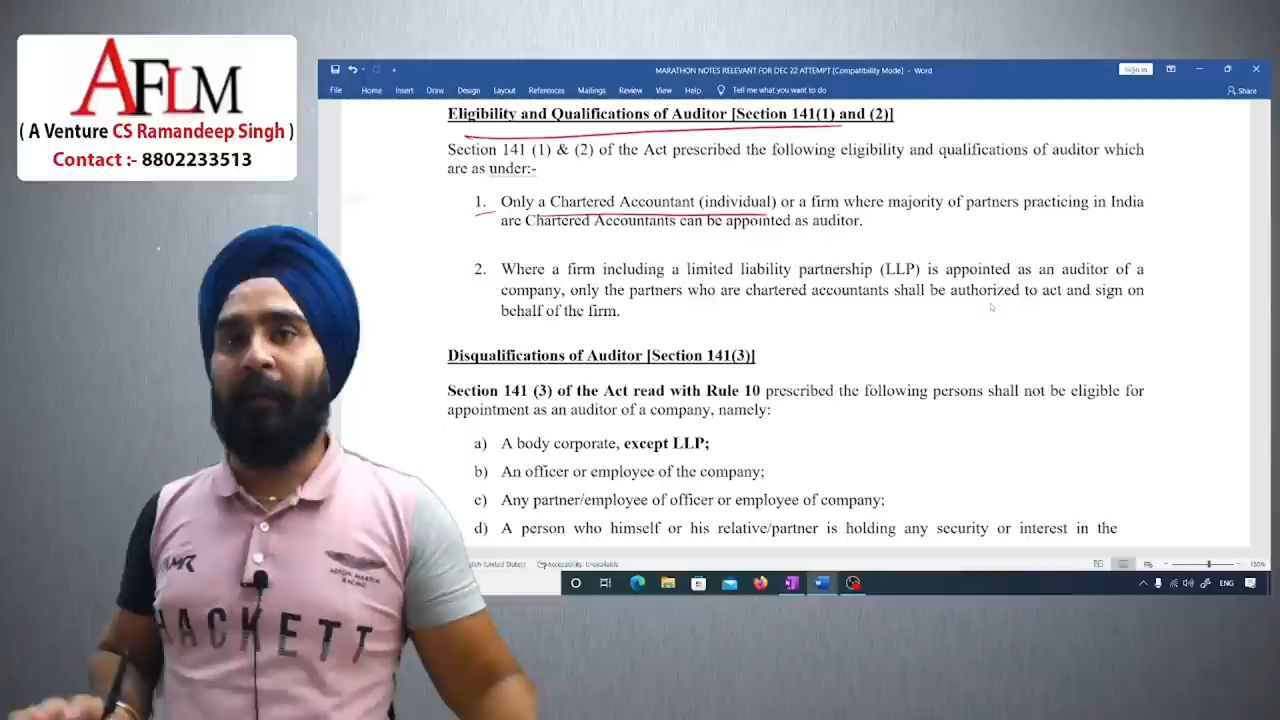 AFLM
( A Venture CS Ramandeep Singh )
Contact :- 8802233513
MARATHON NOTES RELEVANT FOR DEC 22 ATTEMPT [Compatibility Mode] - Word
Sign in
File Home Insert Draw Design Layout References Mailings Review View Help Tell me what you want to do
Share
Eligibility and Qualifications of Auditor [Section 141(1) and (2)]
Section 141 (1) & (2) of the Act prescribed the following eligibility and qualifications of auditor which
are as under:-
1. Only a Chartered Accountant (individual) or a firm where majority of partners practicing in India
are Chartered Accountants can be appointed as auditor.
2. Where a firm including a limited liability partnership (LLP) is appointed as an auditor of a
company, only the partners who are chartered accountants shall be authorized to act and sign on
behalf of the firm.
Disqualifications of Auditor [Section 141(3)]
Section 141 (3) of the Act read with Rule 10 prescribed the following persons shall not be eligible for
appointment as an auditor of a company, namely:
a) A body corporate, except LLP;
b) An officer or employee of the company;
c) Any partner/employee of officer or employee of company;
d) A person who himself or his relative/partner is holding any security or interest in the
(United States) Accessibility: Unavailable
ENG
ASTON MARTIN
RACING
HACKETT